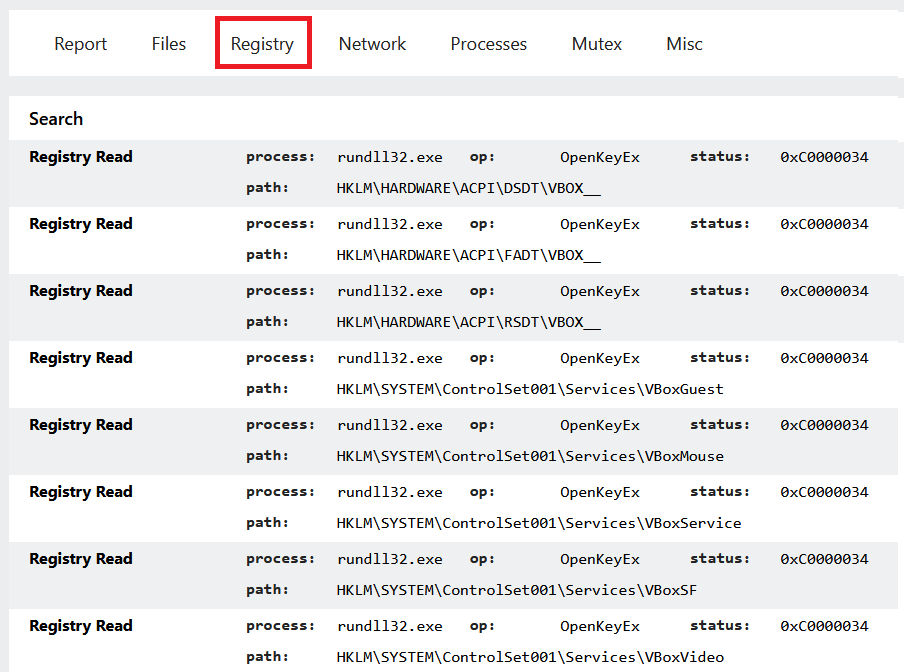 Report Files Registry Network Processes Mutex Misc
Search
Registry Read process: rundll32.exe op: OpenKeyEx status: 0xC0000034
path: HKLM\HARDWARE\ACPI\DSDT\VBOX__
Registry Read process: rundll32.exe op: OpenKeyEx status: 0xC0000034
path: HKLM\HARDWARE\ACPI\FADT\VBOX__
Registry Read process: rundll32.exe op: OpenKeyEx status: 0xC0000034
path: HKLM\HARDWARE\ACPI\RSDT\VBOX__
Registry Read process: rundll32.exe op: OpenKeyEx status: 0xC0000034
path: HKLM\SYSTEM\ControlSet001\Services\VBoxGuest
Registry Read process: rundll32.exe op: OpenKeyEx status: 0xC0000034
path: HKLM\SYSTEM\ControlSet001\Services\VBoxMouse
Registry Read process: rundll32.exe op: OpenKeyEx status: 0xC0000034
path: HKLM\SYSTEM\ControlSet001\Services\VBoxService
Registry Read process: rundll32.exe op: OpenKeyEx status: 0xC0000034
path: HKLM\SYSTEM\ControlSet001\Services\VBoxSF
Registry Read process: rundll32.exe op: OpenKeyEx status: 0xC0000034
path: HKLM\SYSTEM\ControlSet001\Services\VBoxVideo